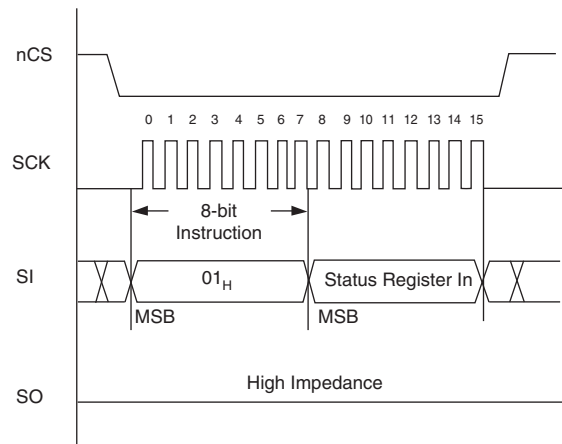 nCS
0 1 2 3 4 5 6 7 8 9 10 11 12 13 14 15
SCK
8-bit
Instruction
SI
01H
Status Register In
MSB
MSB
High Impedance
SO